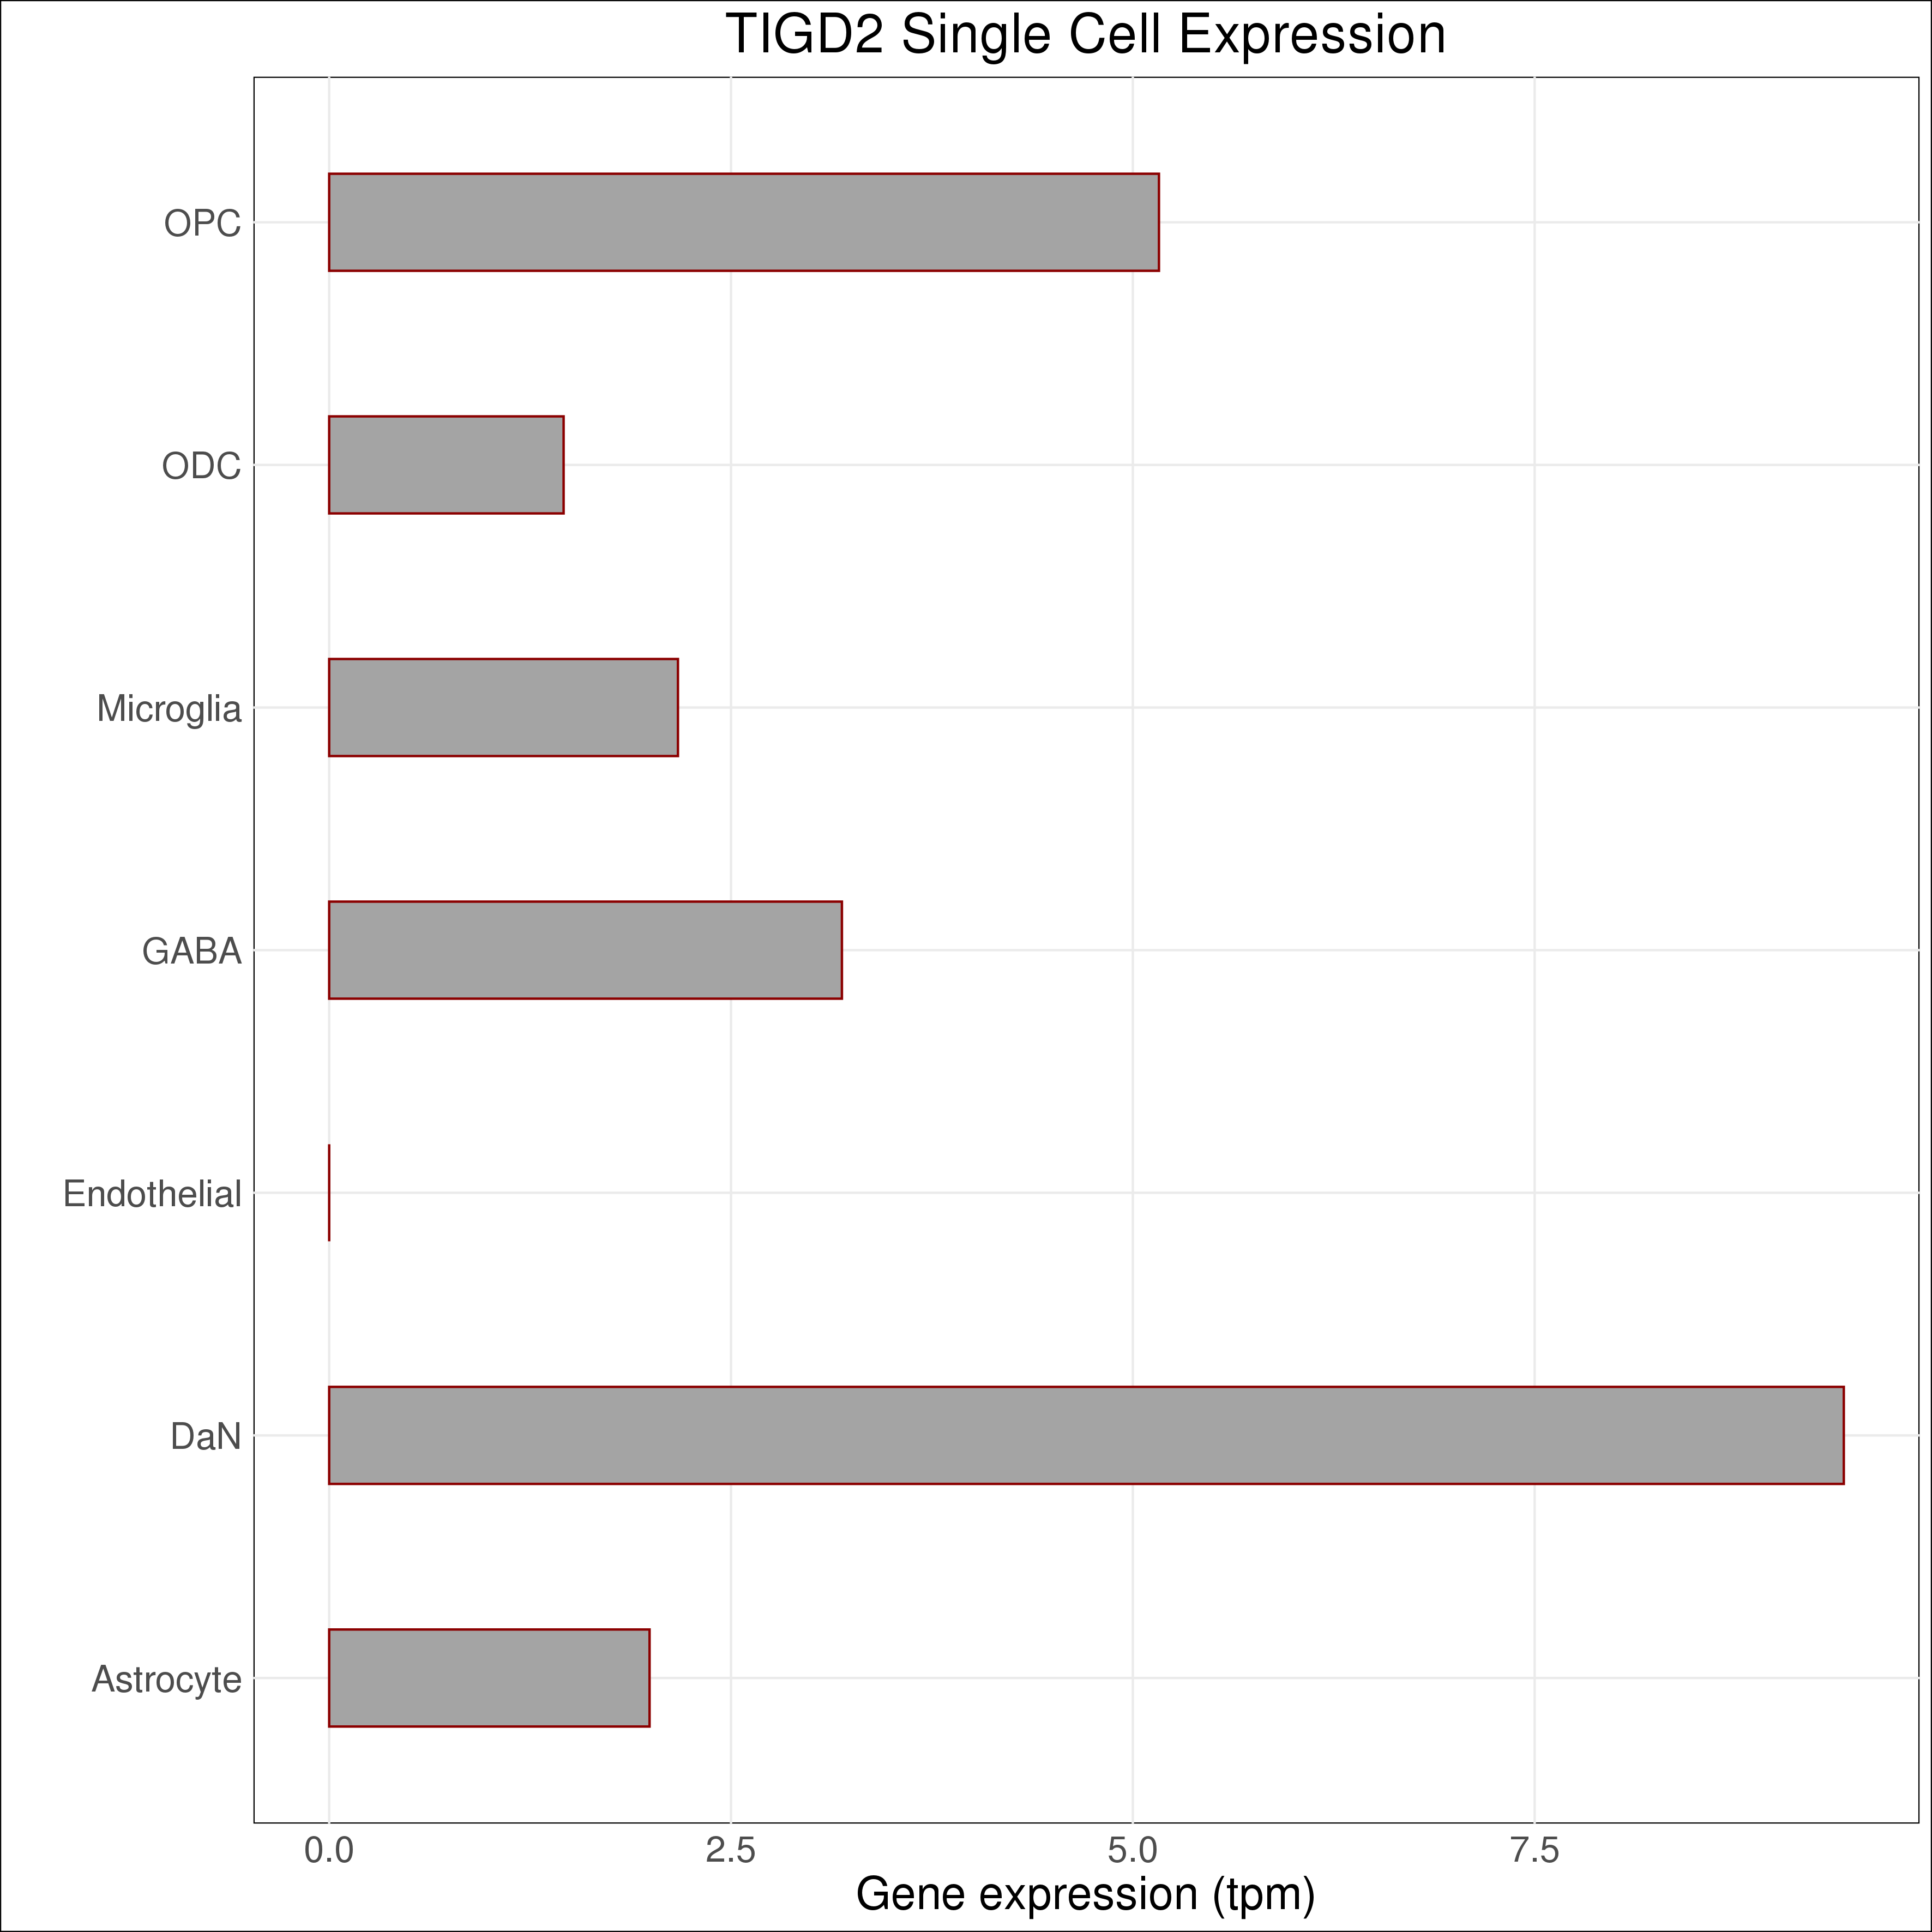 TIGD2 Single Cell Expression
OPC
ODC
Microglia
GABA
Endothelial
DaN
Astrocyte
0.0 2.5 5.0 7.5
Gene expression (tpm)